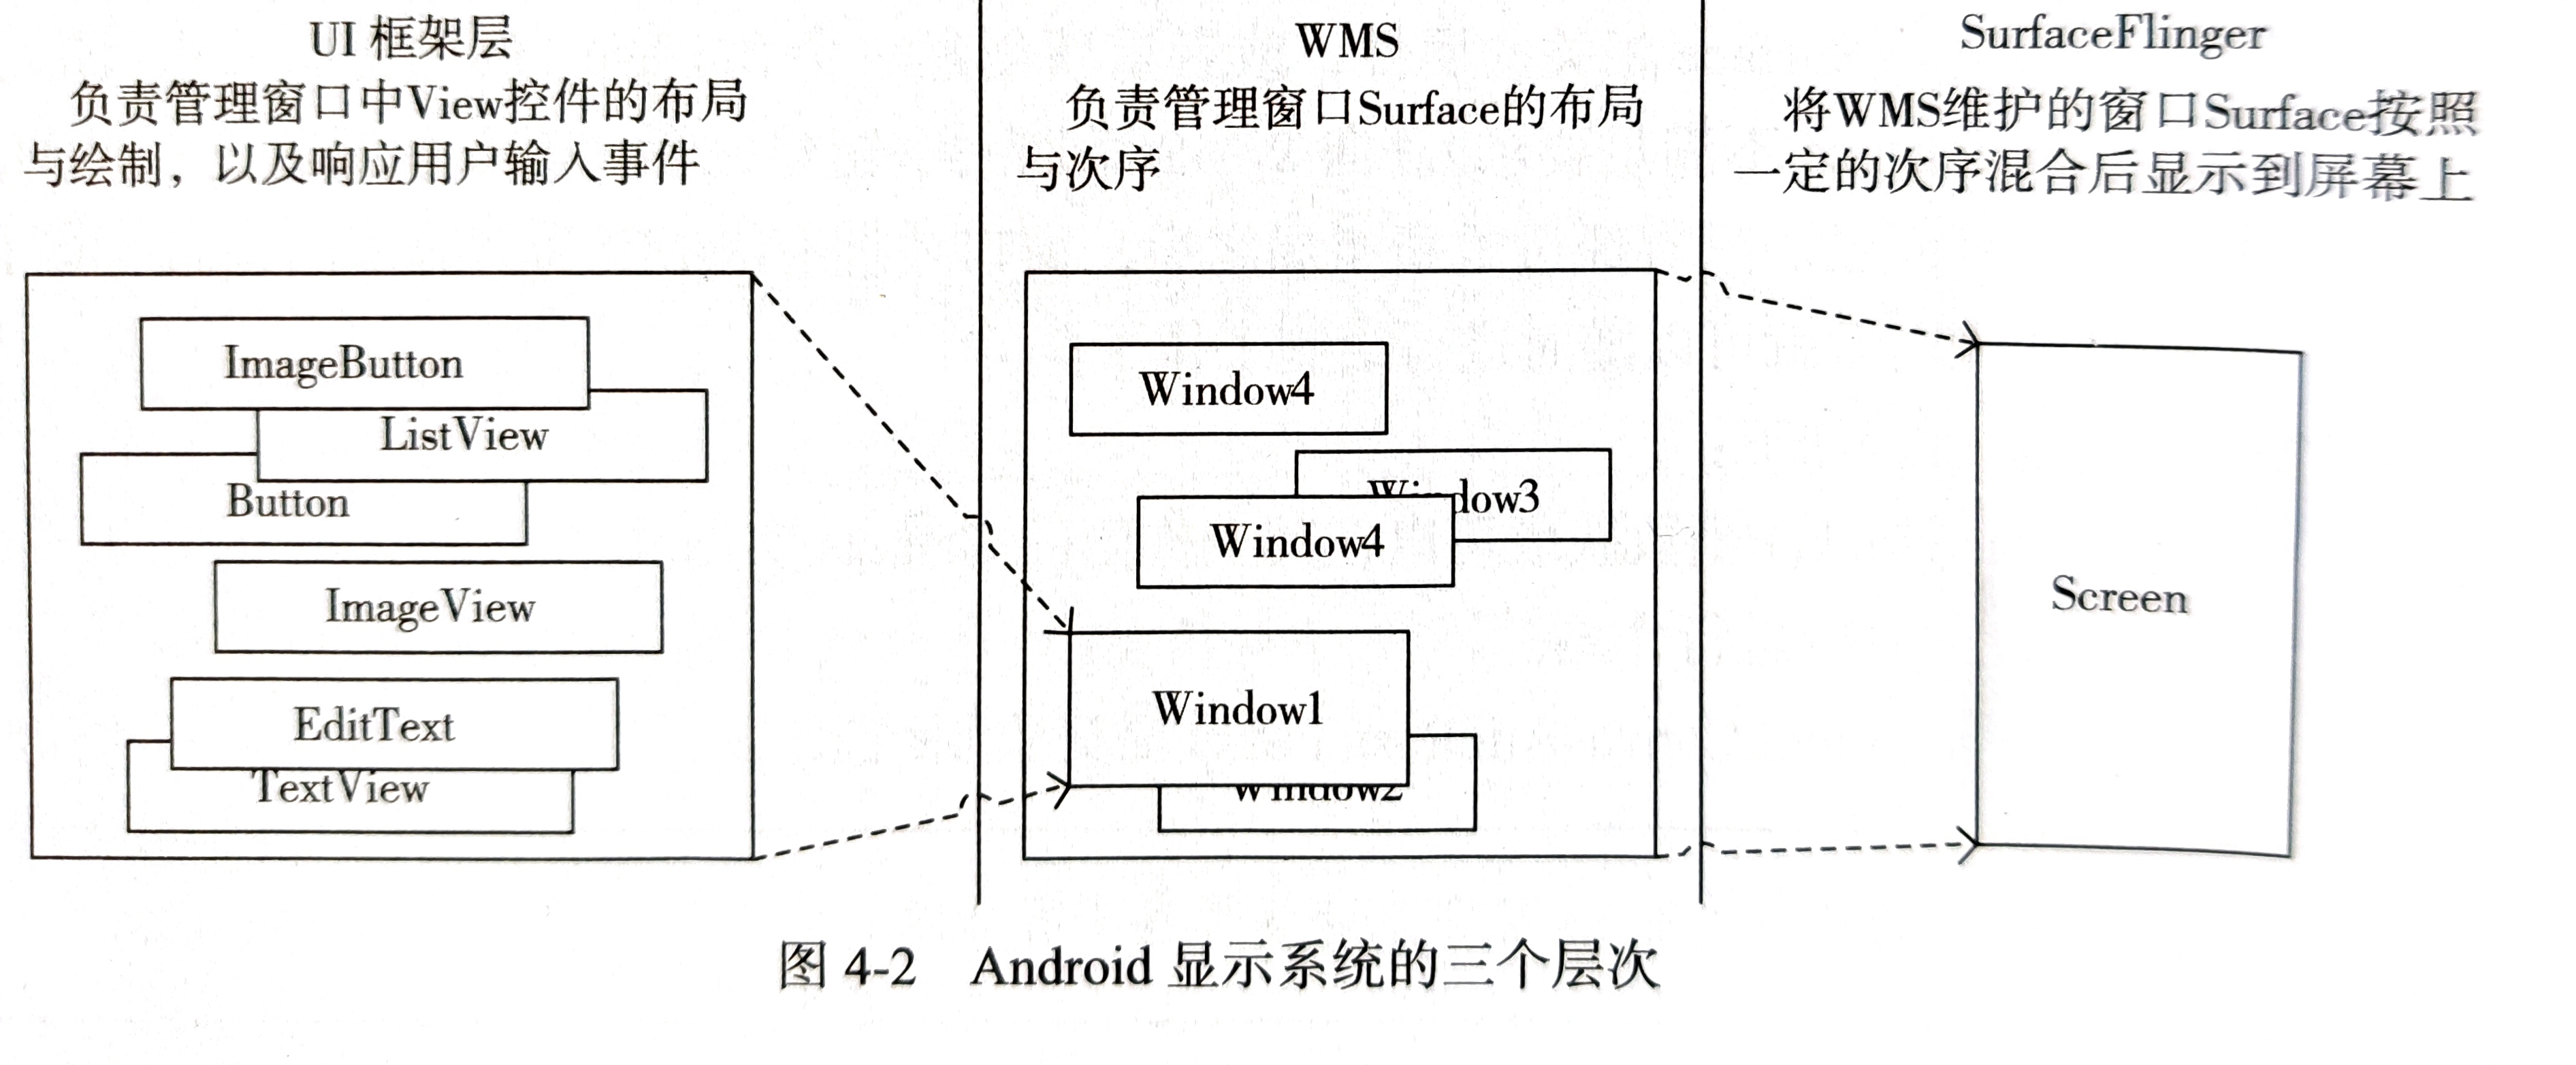 UI 框架层
负责管理窗口中View控件的布局
与绘制，以及响应用户输入事件
ImageButton
ListView
Button
ImageView
EditText
TextView
WMS
负责管理窗口Surface的布局
与次序
Window4
Window3
Window4
Window1
Window2
SurfaceFlinger
将WMS维护的窗口Surface按照
一定的次序混合后显示到屏幕上
Screen
图 4-2 Android 显示系统的三个层次